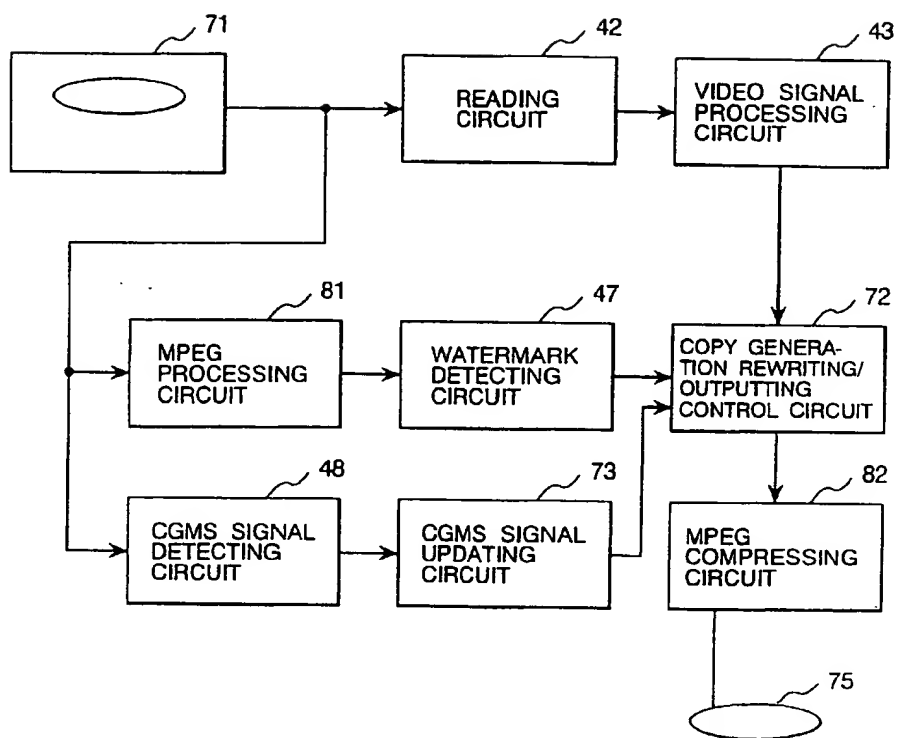 71
42
READING
CIRCUIT
43
VIDEO SIGNAL
PROCESSING
CIRCUIT
81
MPEG
PROCESSING
CIRCUIT
47
WATERMARK
DETECTING
CIRCUIT
72
COPY GENERA-
TION REWRITING/
OUTPUTTING
CONTROL CIRCUIT
48
CGMS SIGNAL
DETECTING
CIRCUIT
73
CGMS SIGNAL
UPDATING
CIRCUIT
82
MPEG
COMPRESSING
CIRCUIT
75